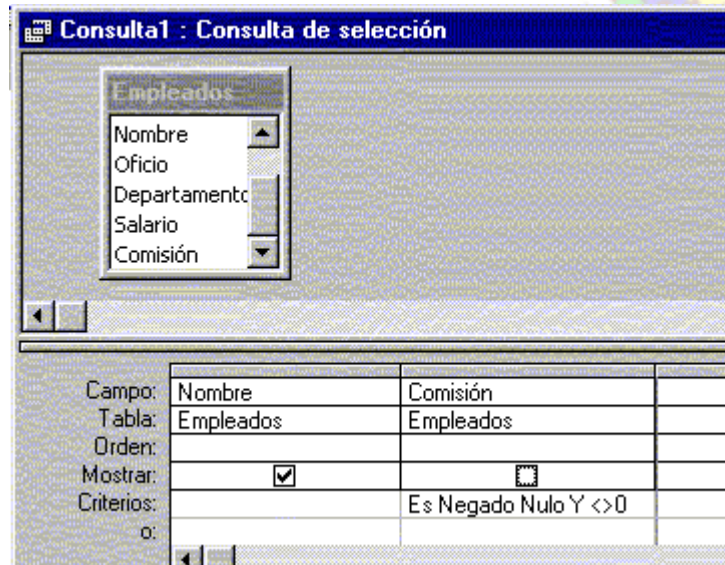 Consulta1 : Consulta de selección
Empleados
Nombre
Oficio
Departamento
Salario
Comisión
Campo: Nombre Comisión
Tabla: Empleados Empleados
Orden:
Mostrar:
Criterios: Es Negado Nulo Y <>0
o: